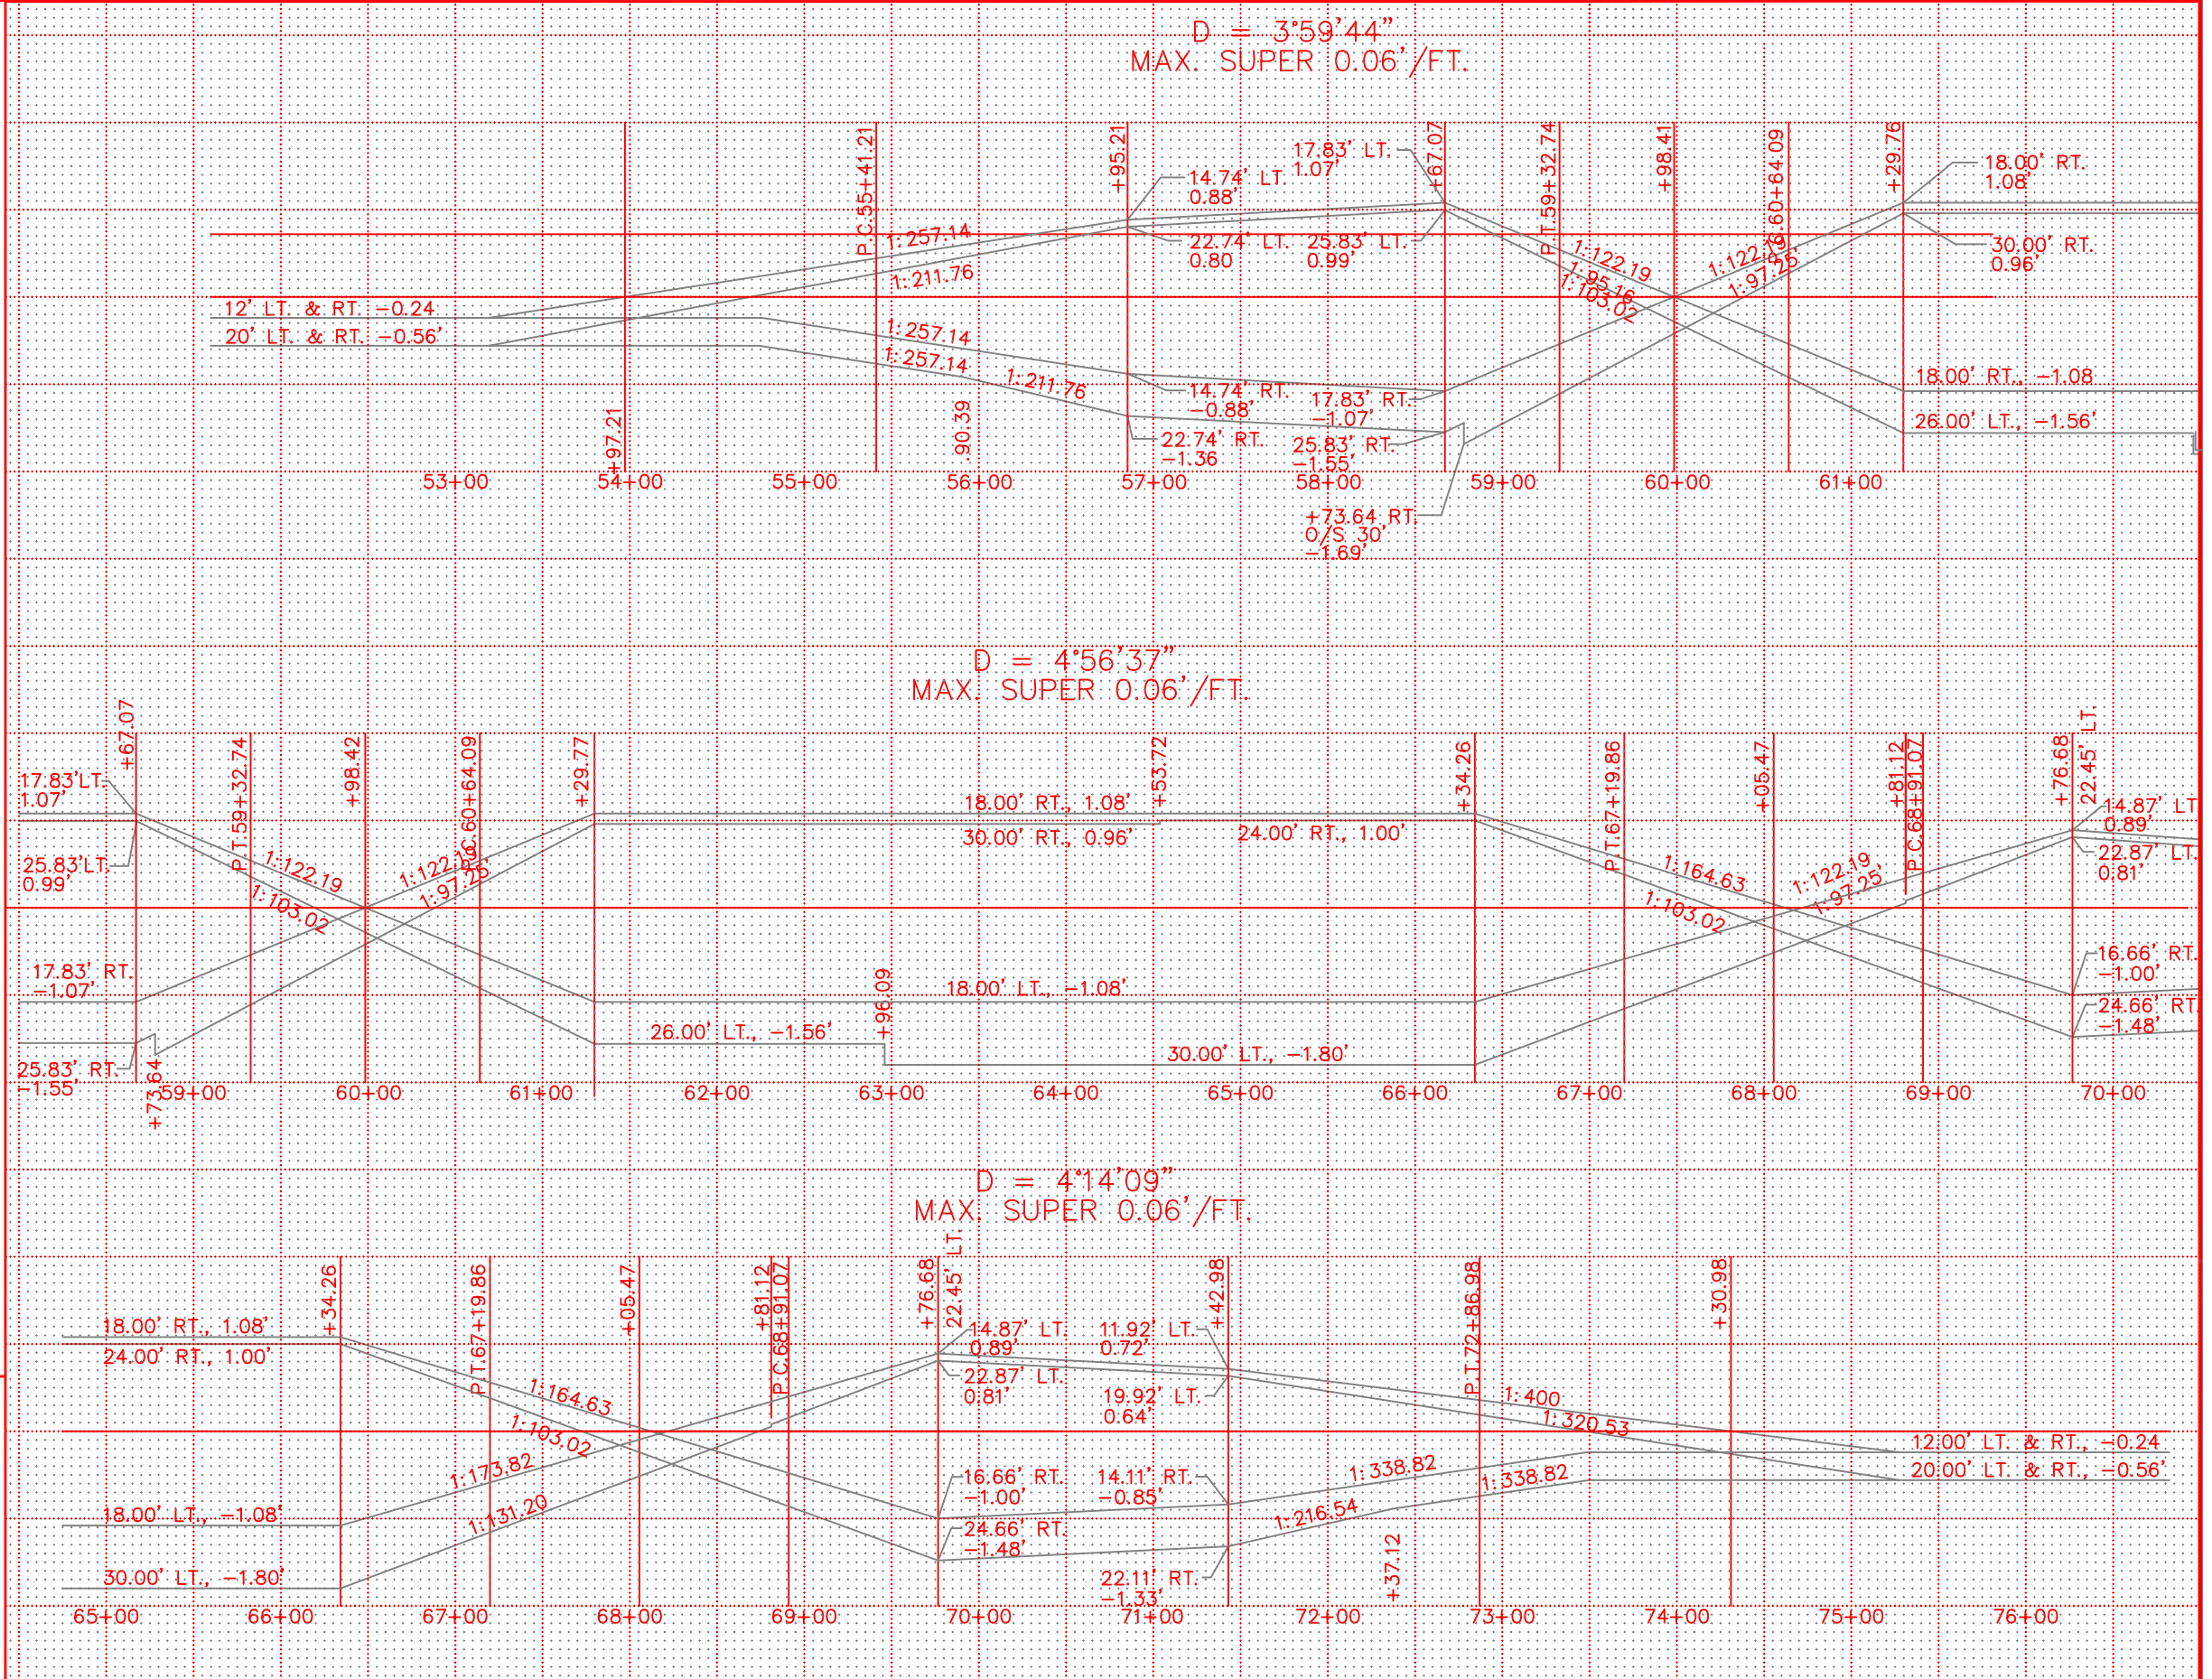 D = 3°59'44"
MAX. SUPER 0.06'/FT.
P.C.55+41.21
+95.21
17.83' LT.
1.07'
+67.07
P.T.59+32.74
+98.41
P.C.60+64.09
+29.76
18.00' RT.
1.08'
14.74' LT.
0.88'
1:257.14
22.74' LT.
0.80
25.83' LT.
0.99'
1:122.19
1:122.19
30.00' RT.
0.96'
1:211.76
1:95.16
1:103.02
1:97.25'
12' LT. & RT. -0.24
20' LT. & RT. -0.56'
1:257.14
1:257.14
1:211.76
14.74' RT.
-0.88'
17.83' RT.
-1.07'
18.00' RT., -1.08
+97.21
.90.39
22.74' RT.
-1.36
25.83' RT.
-1.55'
26.00' LT., -1.56'
53+00
54+00
55+00
56+00
57+00
58+00
59+00
60+00
61+00
+73.64 RT.
O/S 30'
-1.69'
D = 4°56'37"
MAX. SUPER 0.06'/FT.
+67.07
P.T.59+32.74
+98.42
P.C.60+64.09
+29.77
+53.72
+34.26
P.T.67+19.86
+05.47
+81.12
P.C.68+91.07
+76.68
22.45' LT.
17.83'LT.
1.07'
18.00' RT., 1.08'
14.87' LT
0.89'
30.00' RT., 0.96'
24.00' RT., 1.00'
25.83'LT.
0.99'
1:122.19
1:122.19
1:103.02
1:97.25'
1:164.63
1:103.02
1:122.19
1:97.25'
22.87' LT.
0.81'
17.83' RT.
-1.07'
18.00' LT., -1.08'
16.66' RT.
-1.00'
+96.09
26.00' LT., -1.56'
24.66' RT
-1.48'
25.83' RT.
-1.55'
30.00' LT., -1.80'
+73.64
59+00
60+00
61+00
62+00
63+00
64+00
65+00
66+00
67+00
68+00
69+00
70+00
D = 4°14'09"
MAX. SUPER 0.06'/FT.
+34.26
P.T.67+19.86
+05.47
+81.12
P.C.68+91.07
+76.68
22.45' LT.
+42.98
P.T.72+86.98
+30.98
18.00' RT., 1.08'
24.00' RT., 1.00'
14.87' LT.
0.89'
11.92' LT.
0.72'
22.87' LT.
0.81'
19.92' LT.
0.64'
1:164.63
1:103.02
1:400
1:320.53
12.00' LT. & RT., -0.24
20.00' LT. & RT., -0.56'
1:173.82
1:131.20
16.66' RT.
-1.00'
14.11' RT.
-0.85'
1:338.82
1:338.82
1:216.54
18.00' LT., -1.08'
24.66' RT.
-1.48'
22.11' RT.
-1.33'
+37.12
30.00' LT., -1.80'
65+00
66+00
67+00
68+00
69+00
70+00
71+00
72+00
73+00
74+00
75+00
76+00